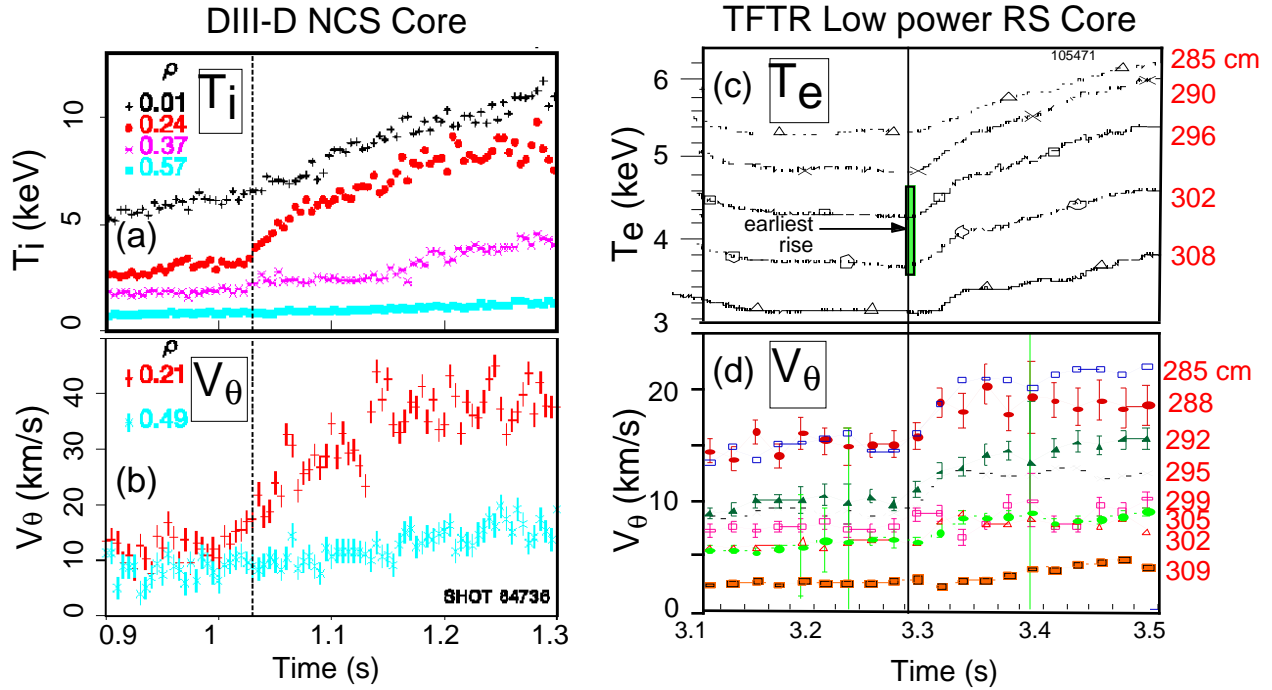 DIII-D NCS Core
TFTR Low power RS Core
ρ
0.01
0.24
0.37
0.57
Ti
(a)
Ti (keV)
10
5
0
ρ
0.21
0.49
Vθ
(b)
Vθ (km/s)
40
30
20
10
0
SHOT 84736
0.9
1
1.1
1.2
1.3
Time (s)
(c)
Te
105471
Te (keV)
6
5
4
3
earliest
rise
285 cm
290
296
302
308
(d)
Vθ
Vθ (km/s)
20
10
0
285 cm
288
292
295
299
305
302
309
3.1
3.2
3.3
3.4
3.5
Time (s)